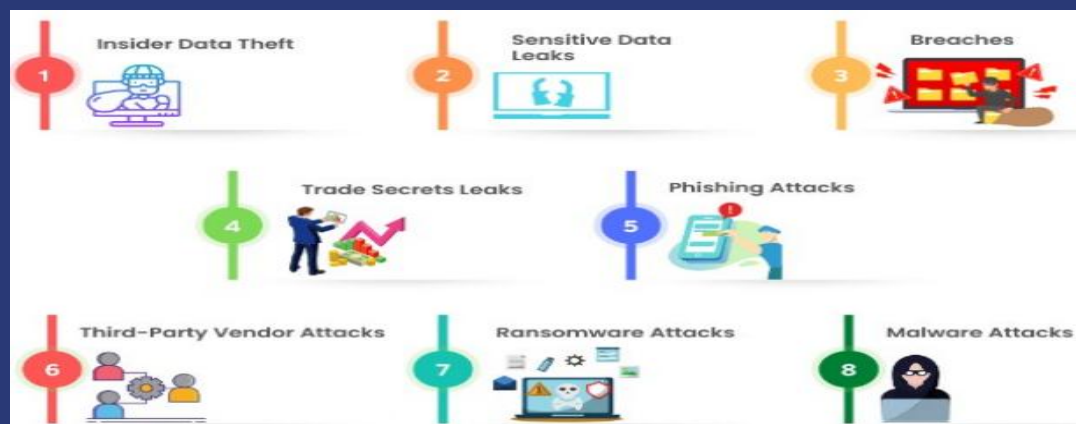 1
Insider Data Theft
2
Sensitive Data
Leaks
3
Breaches
4
Trade Secrets Leaks
5
Phishing Attacks
6
Third-Party Vendor Attacks
7
Ransomware Attacks
8
Malware Attacks